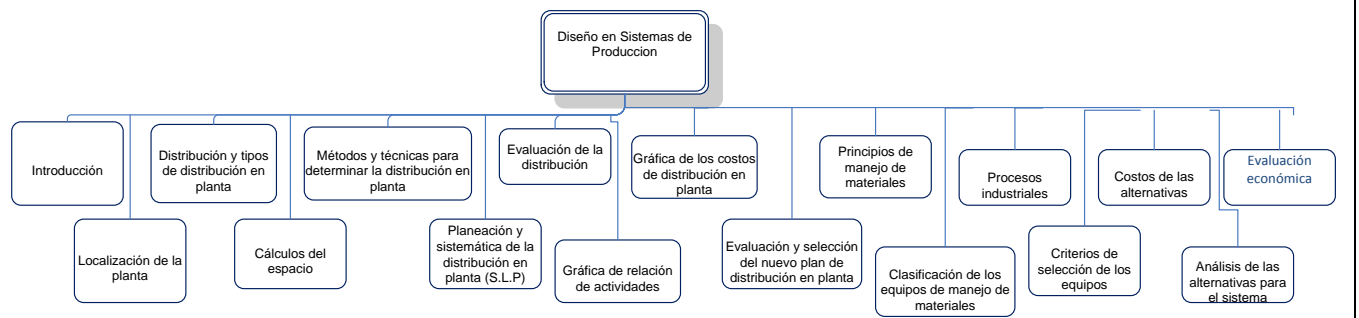 Diseño en Sistemas de
Produccion
Introducción
Localización de la
planta
Distribución y tipos
de distribución en
planta
Cálculos del
espacio
Métodos y técnicas para
determinar la distribución en
planta
Planeación y
sistemática de la
distribución en
planta (S.L.P)
Evaluación de la
distribución
Gráfica de relación
de actividades
Gráfica de los costos
de distribución en
planta
Evaluación y selección
del nuevo plan de
distribución en planta
Principios de
manejo de
materiales
Clasificación de los
equipos de manejo de
materiales
Procesos
industriales
Criterios de
selección de los
equipos
Costos de las
alternativas
Análisis de las
alternativas para
el sistema
Evaluación
económica